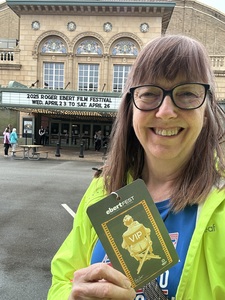 2025 ROGER EBERT FILM FESTIVAL
WED. APRIL 23 TO SAT. APRIL 26
ebertFEST
VIP